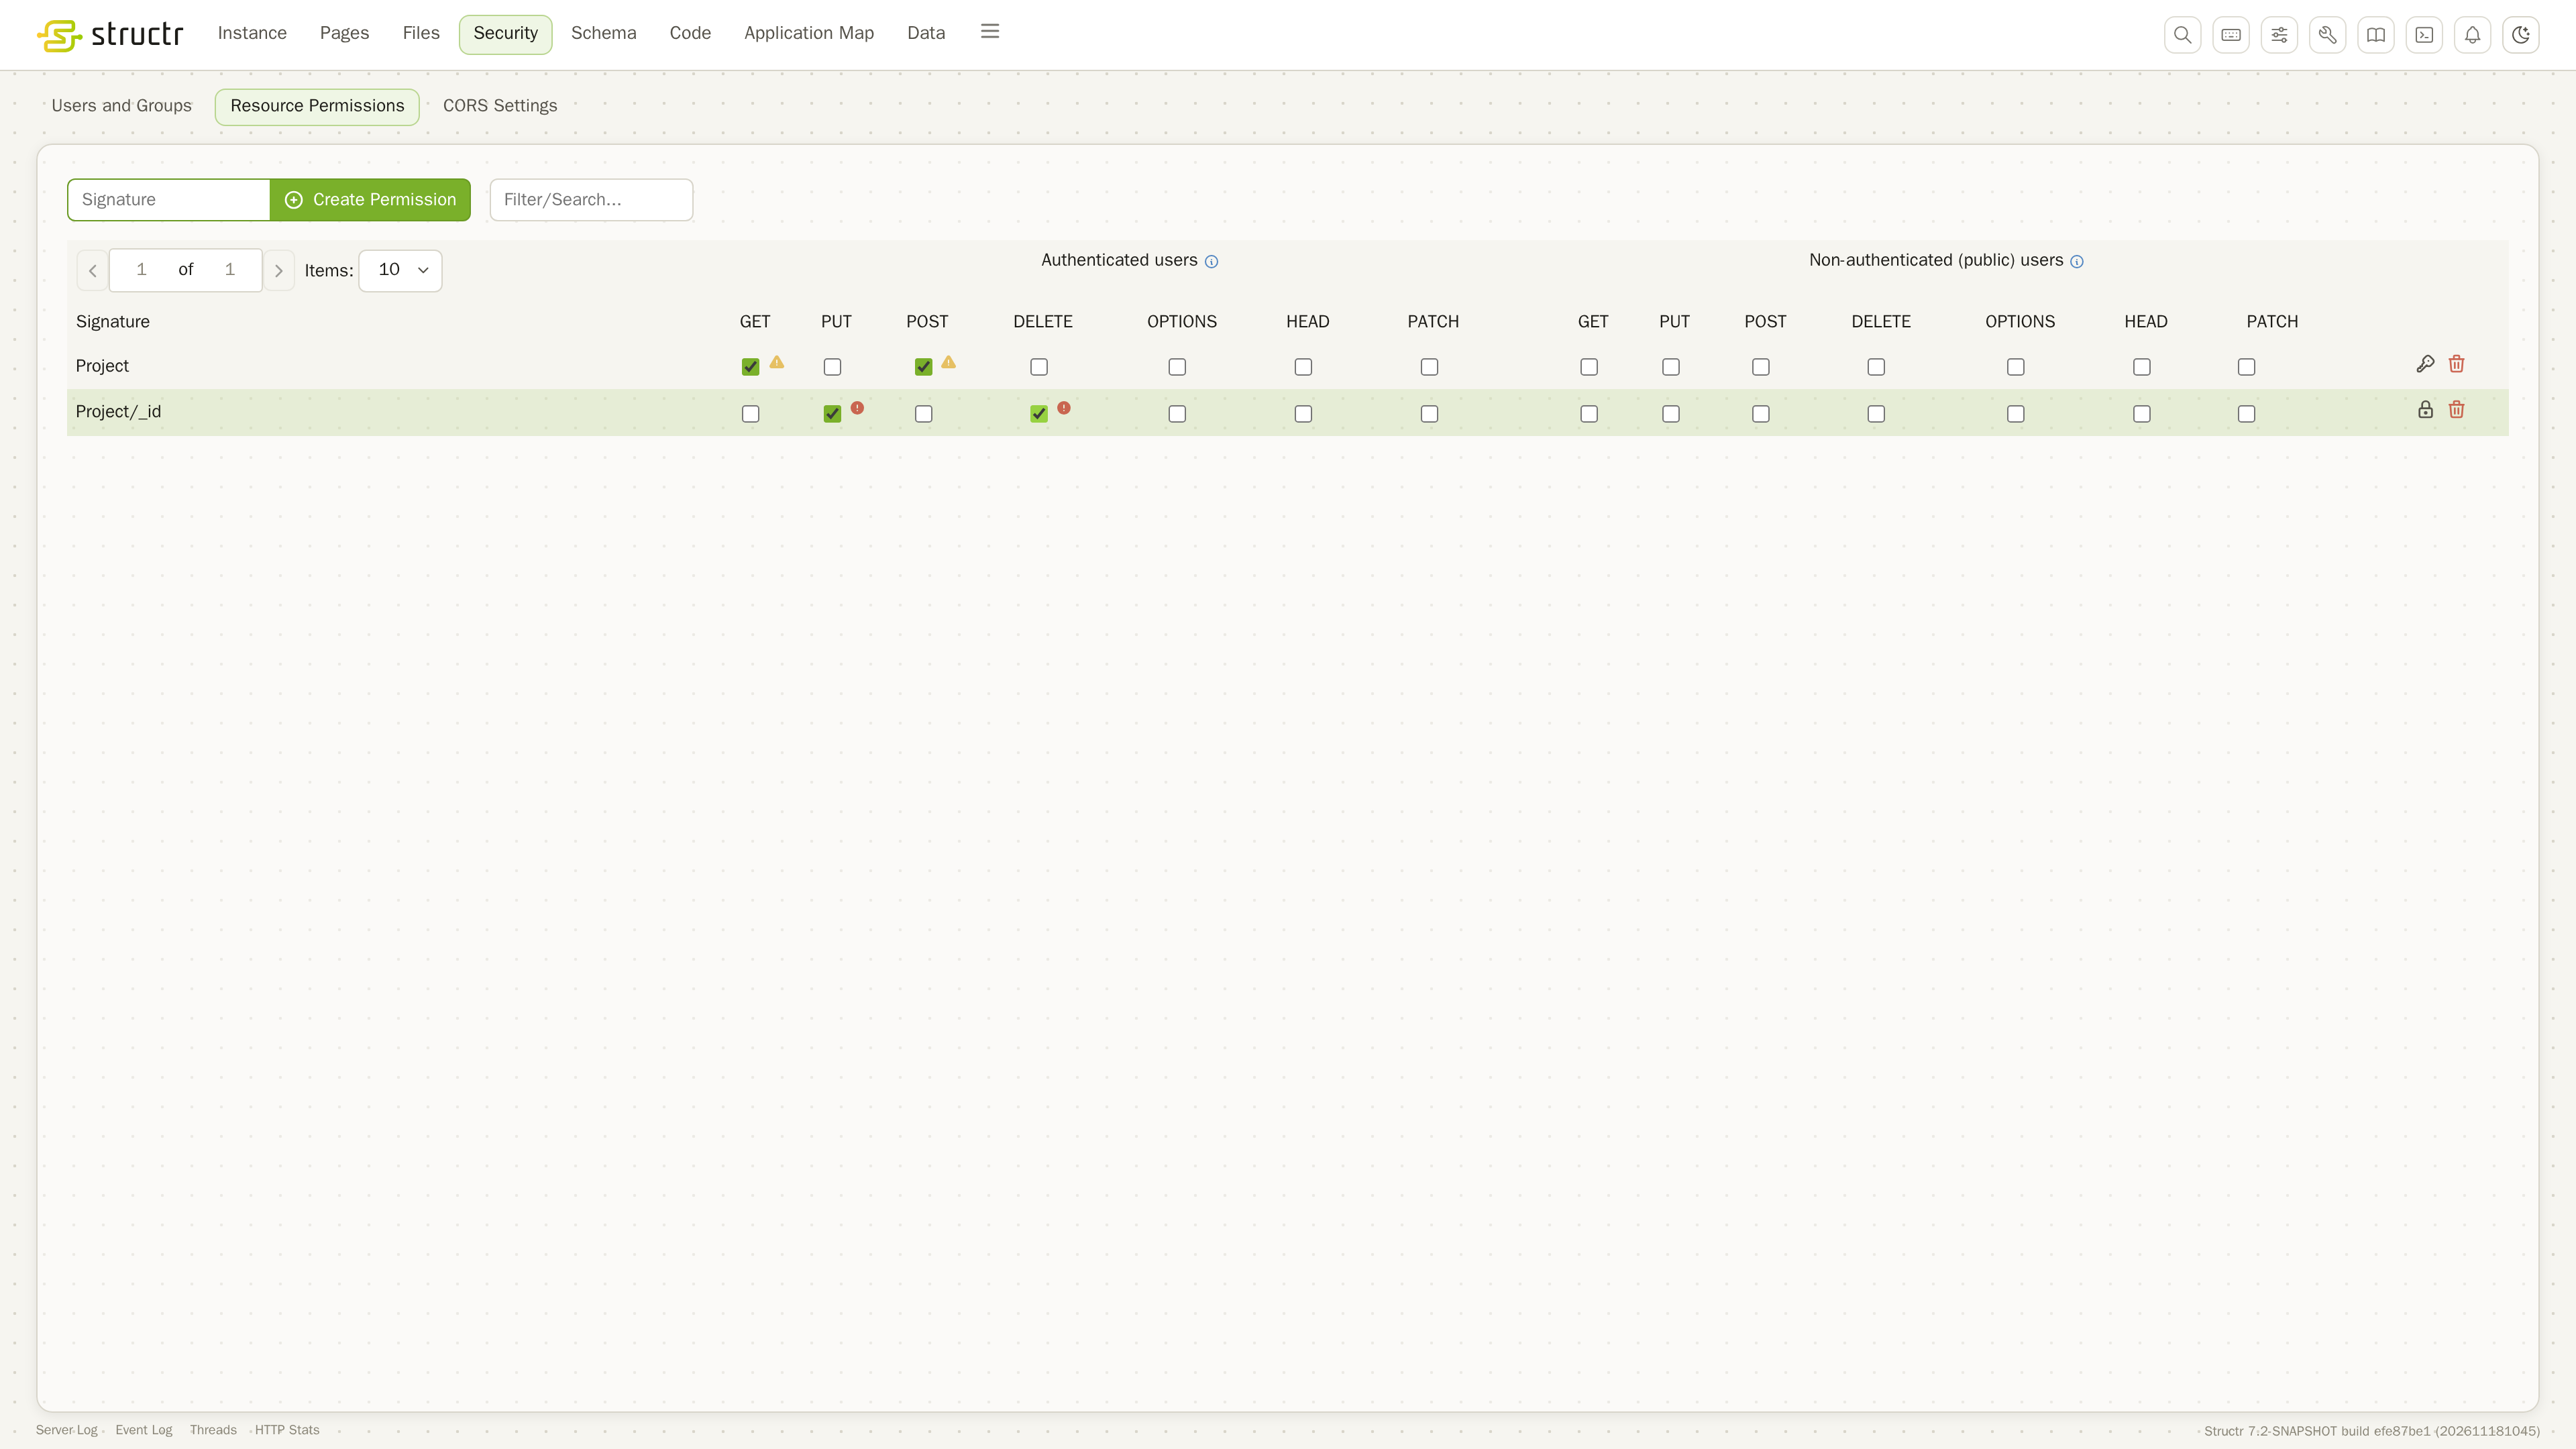 structr Instance Pages Files Security Schema Code Application Map Data
Users and Groups Resource Permissions CORS Settings
Signature Create Permission Filter/Search...
1 of 1 Items: 10 Authenticated users Non-authenticated (public) users
Signature GET PUT POST DELETE OPTIONS HEAD PATCH GET PUT POST DELETE OPTIONS HEAD PATCH
Project
Project/_id
Server Log Event Log Threads HTTP Stats Structr 7.2-SNAPSHOT build efe87be1 (202611181045)